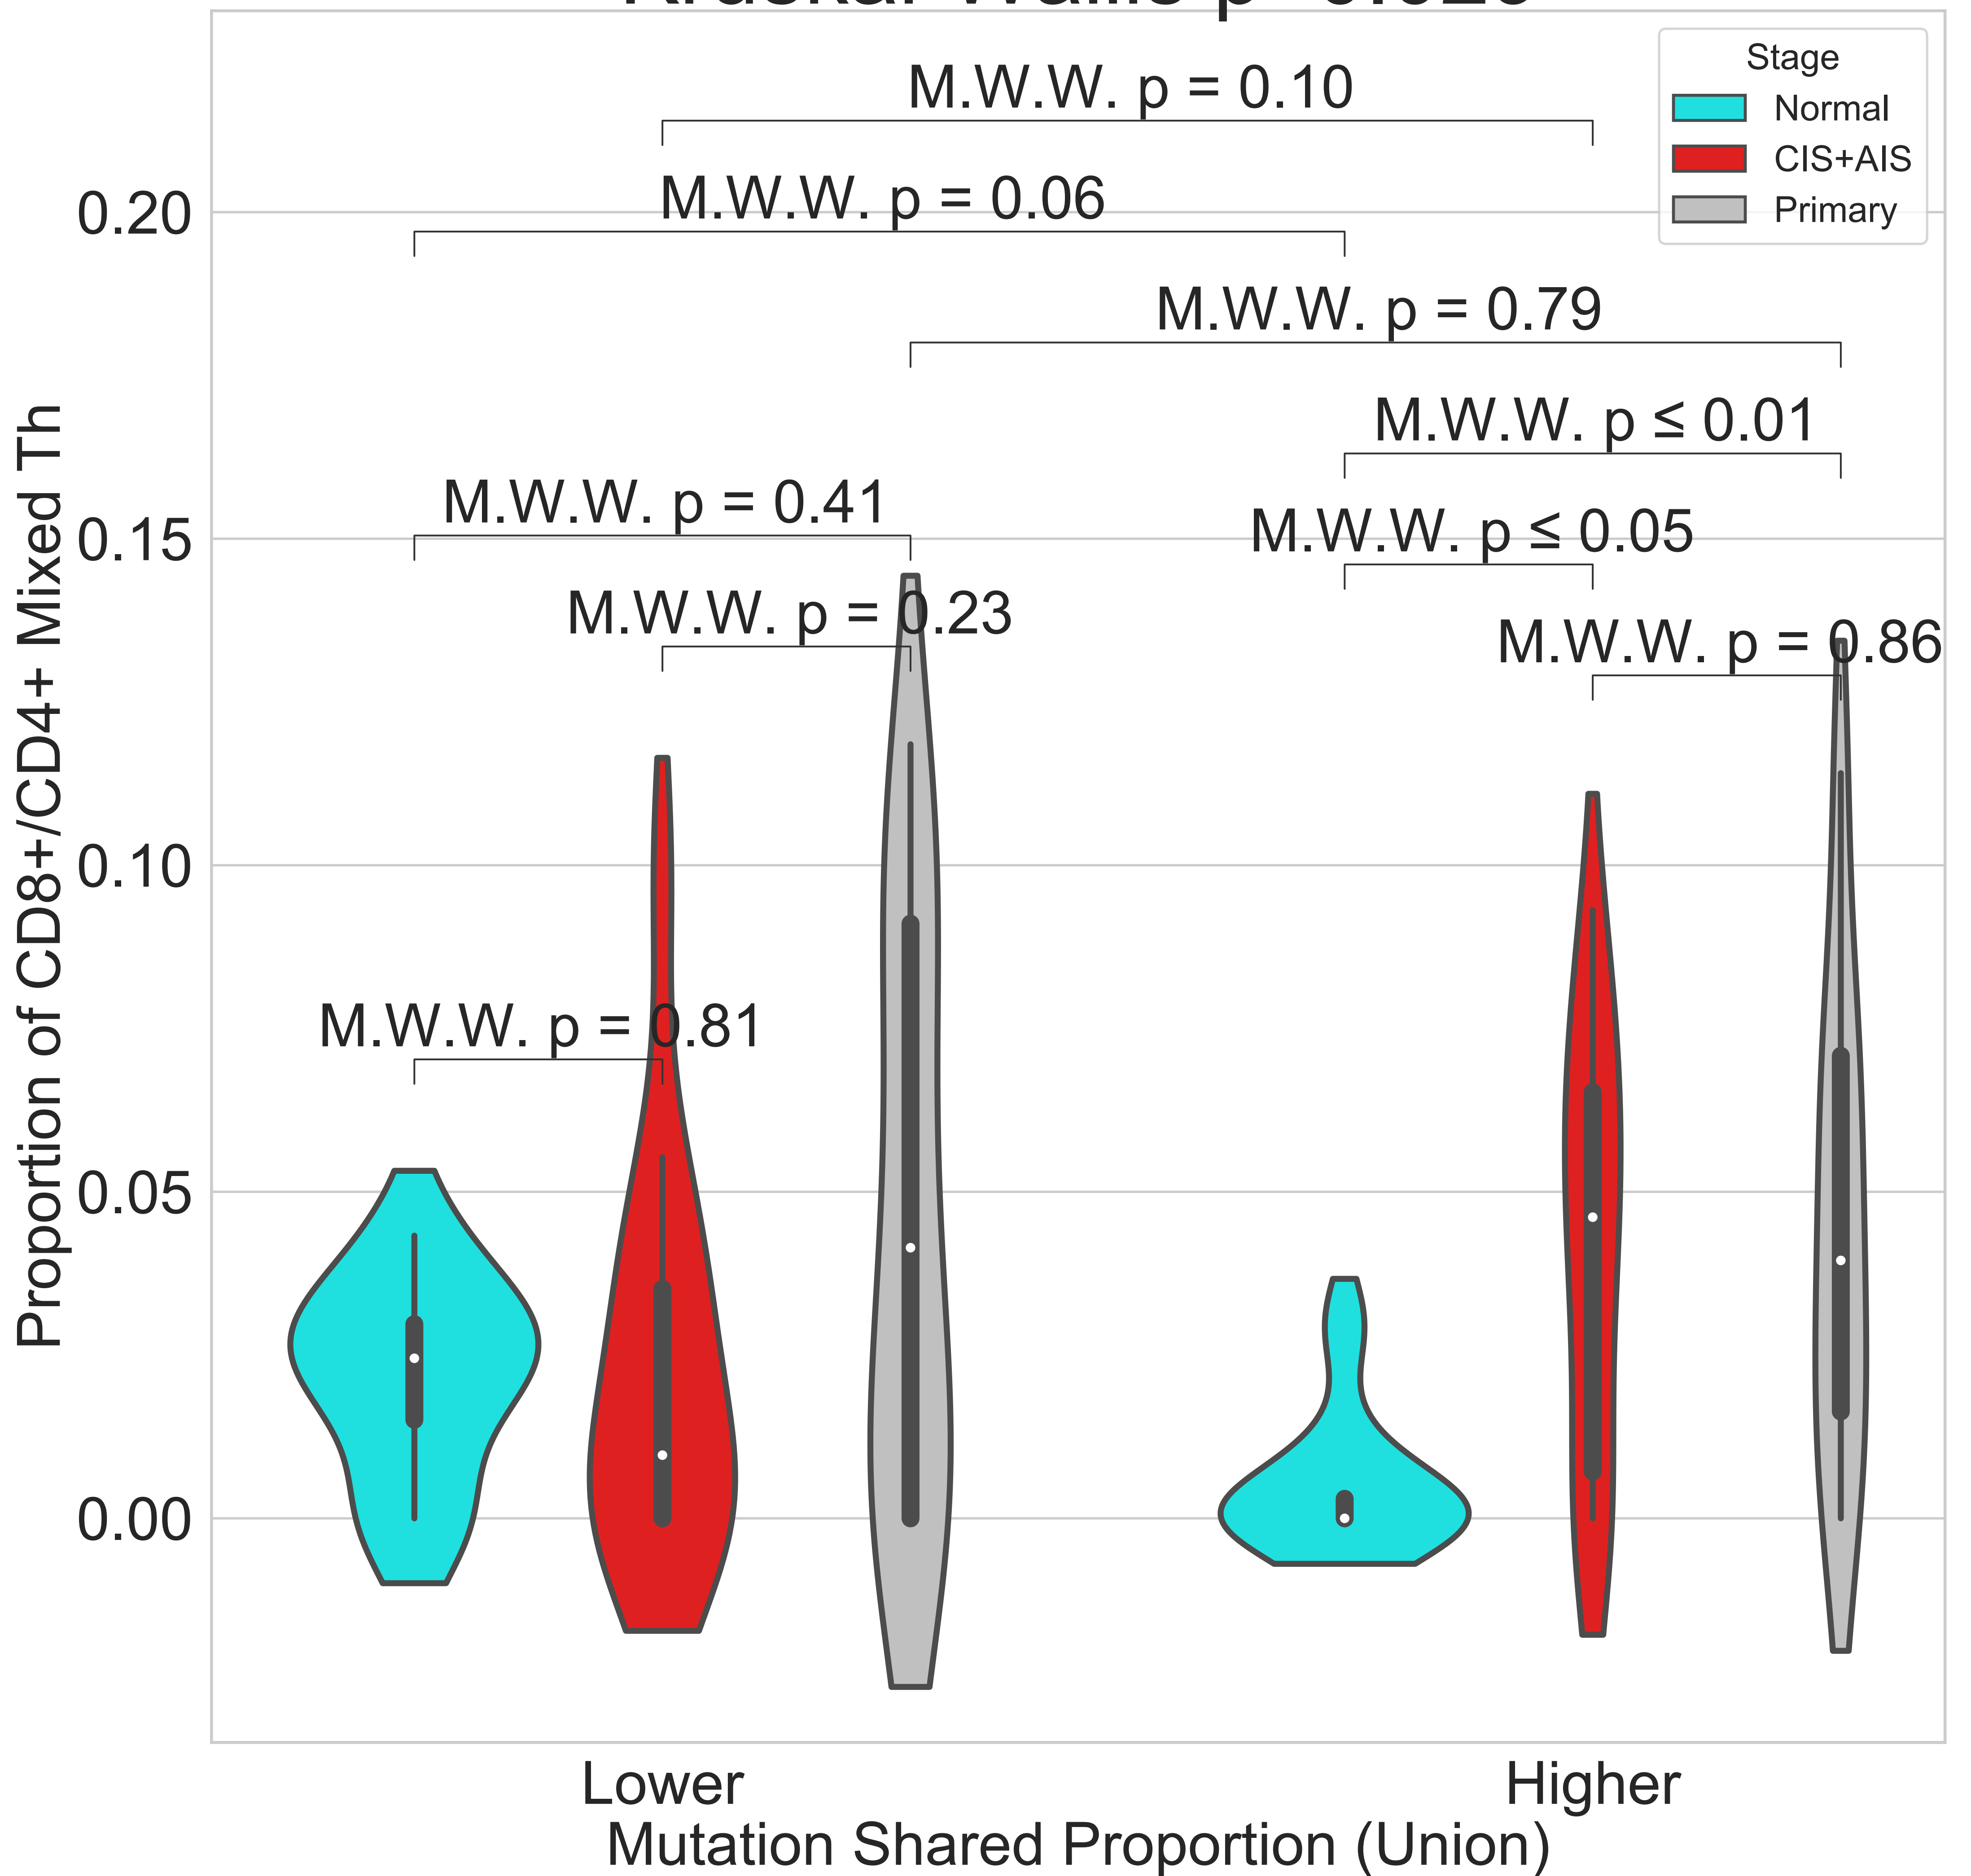 M.W.W. p = 0.10
M.W.W. p = 0.06
M.W.W. p = 0.79
M.W.W. p ≤ 0.01
M.W.W. p = 0.41
M.W.W. p ≤ 0.05
M.W.W. p = 0.23
M.W.W. p = 0.86
M.W.W. p = 0.81
Stage
Normal
CIS+AIS
Primary
Proportion of CD8+/CD4+ Mixed Th
0.20
0.15
0.10
0.05
0.00
Lower
Higher
Mutation Shared Proportion (Union)